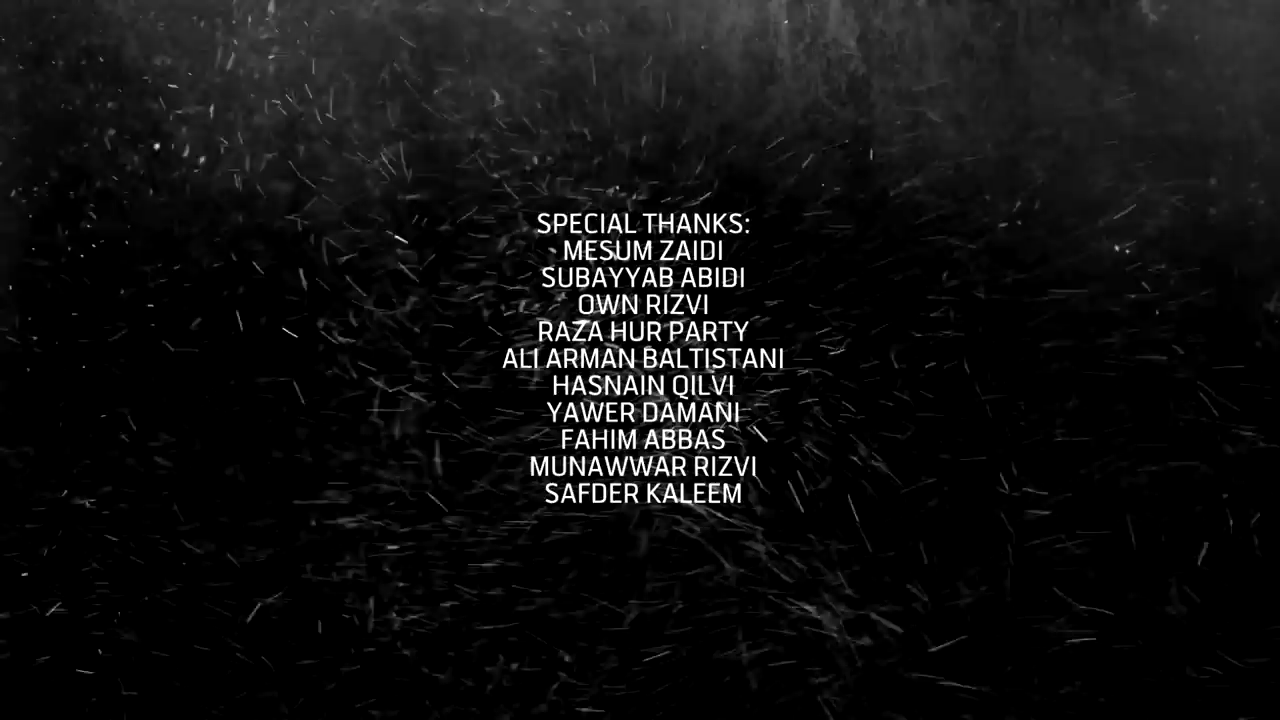 SPECIAL THANKS:
MESUM ZAIDI
SUBAYYAB ABIDI
OWN RIZVI
RAZA HUR PARTY
ALI ARMAN BALTISTANI
HASNAIN QILVI
YAWER DAMANI
FAHIM ABBAS
MUNAWWAR RIZVI
SAFDER KALEEM